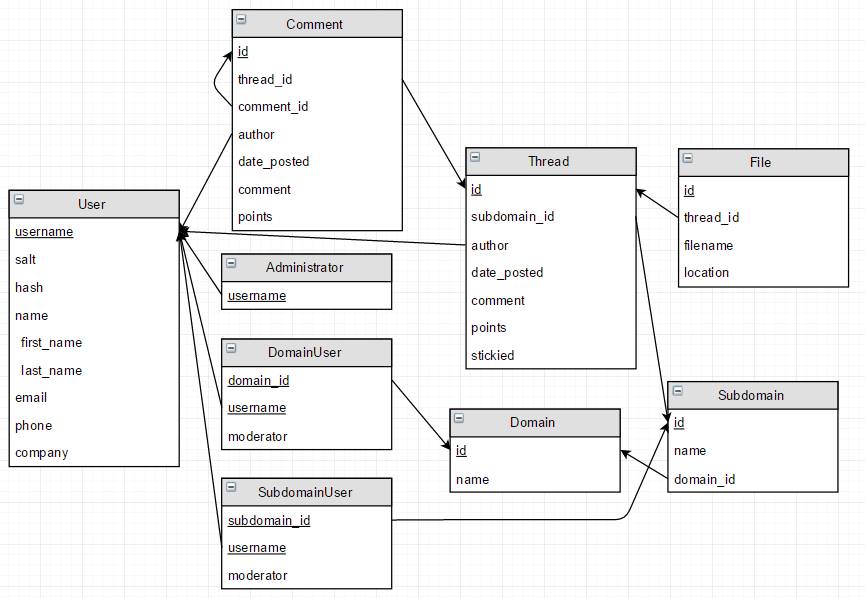 Comment
id
thread_id
comment_id
author
date_posted
comment
points
Thread
id
subdomain_id
author
date_posted
comment
points
stickied
File
id
thread_id
filename
location
User
username
salt
hash
name
first_name
last_name
email
phone
company
Administrator
username
DomainUser
domain_id
username
moderator
Domain
id
name
Subdomain
id
name
domain_id
SubdomainUser
subdomain_id
username
moderator